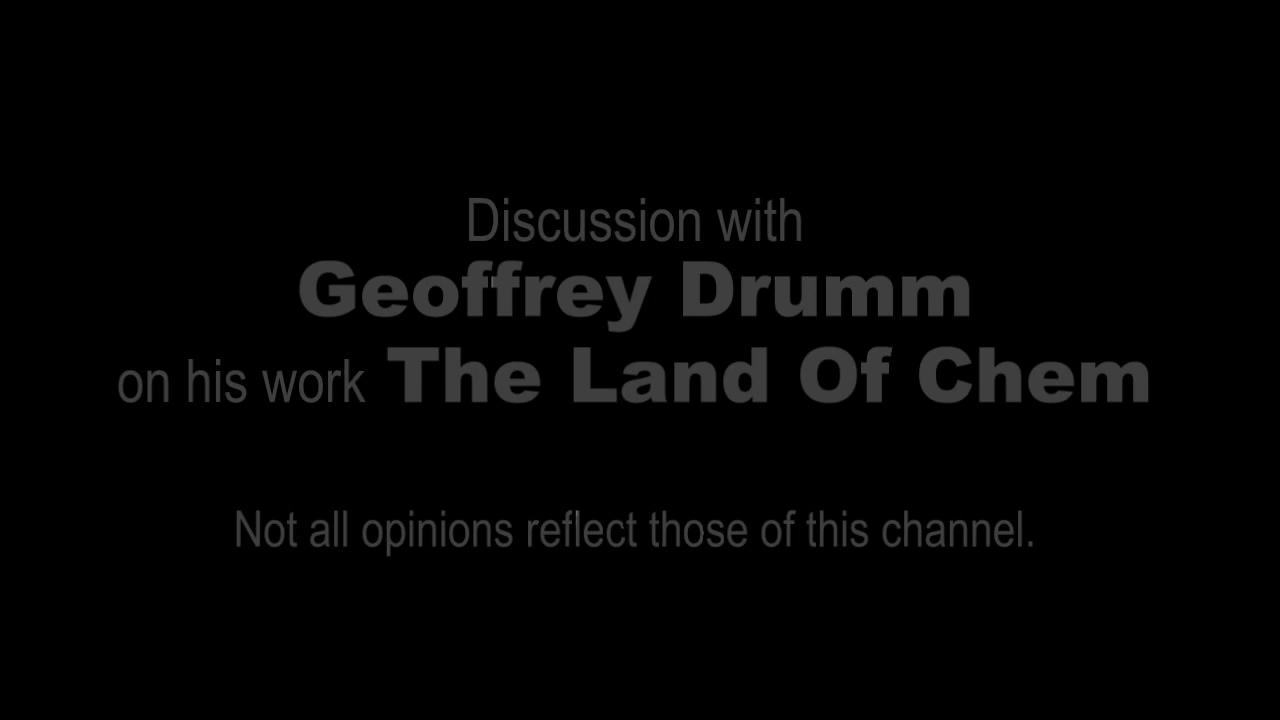 Discussion with
Geoffrey Drumm
on his work The Land Of Chem
Not all opinions reflect those of this channel.